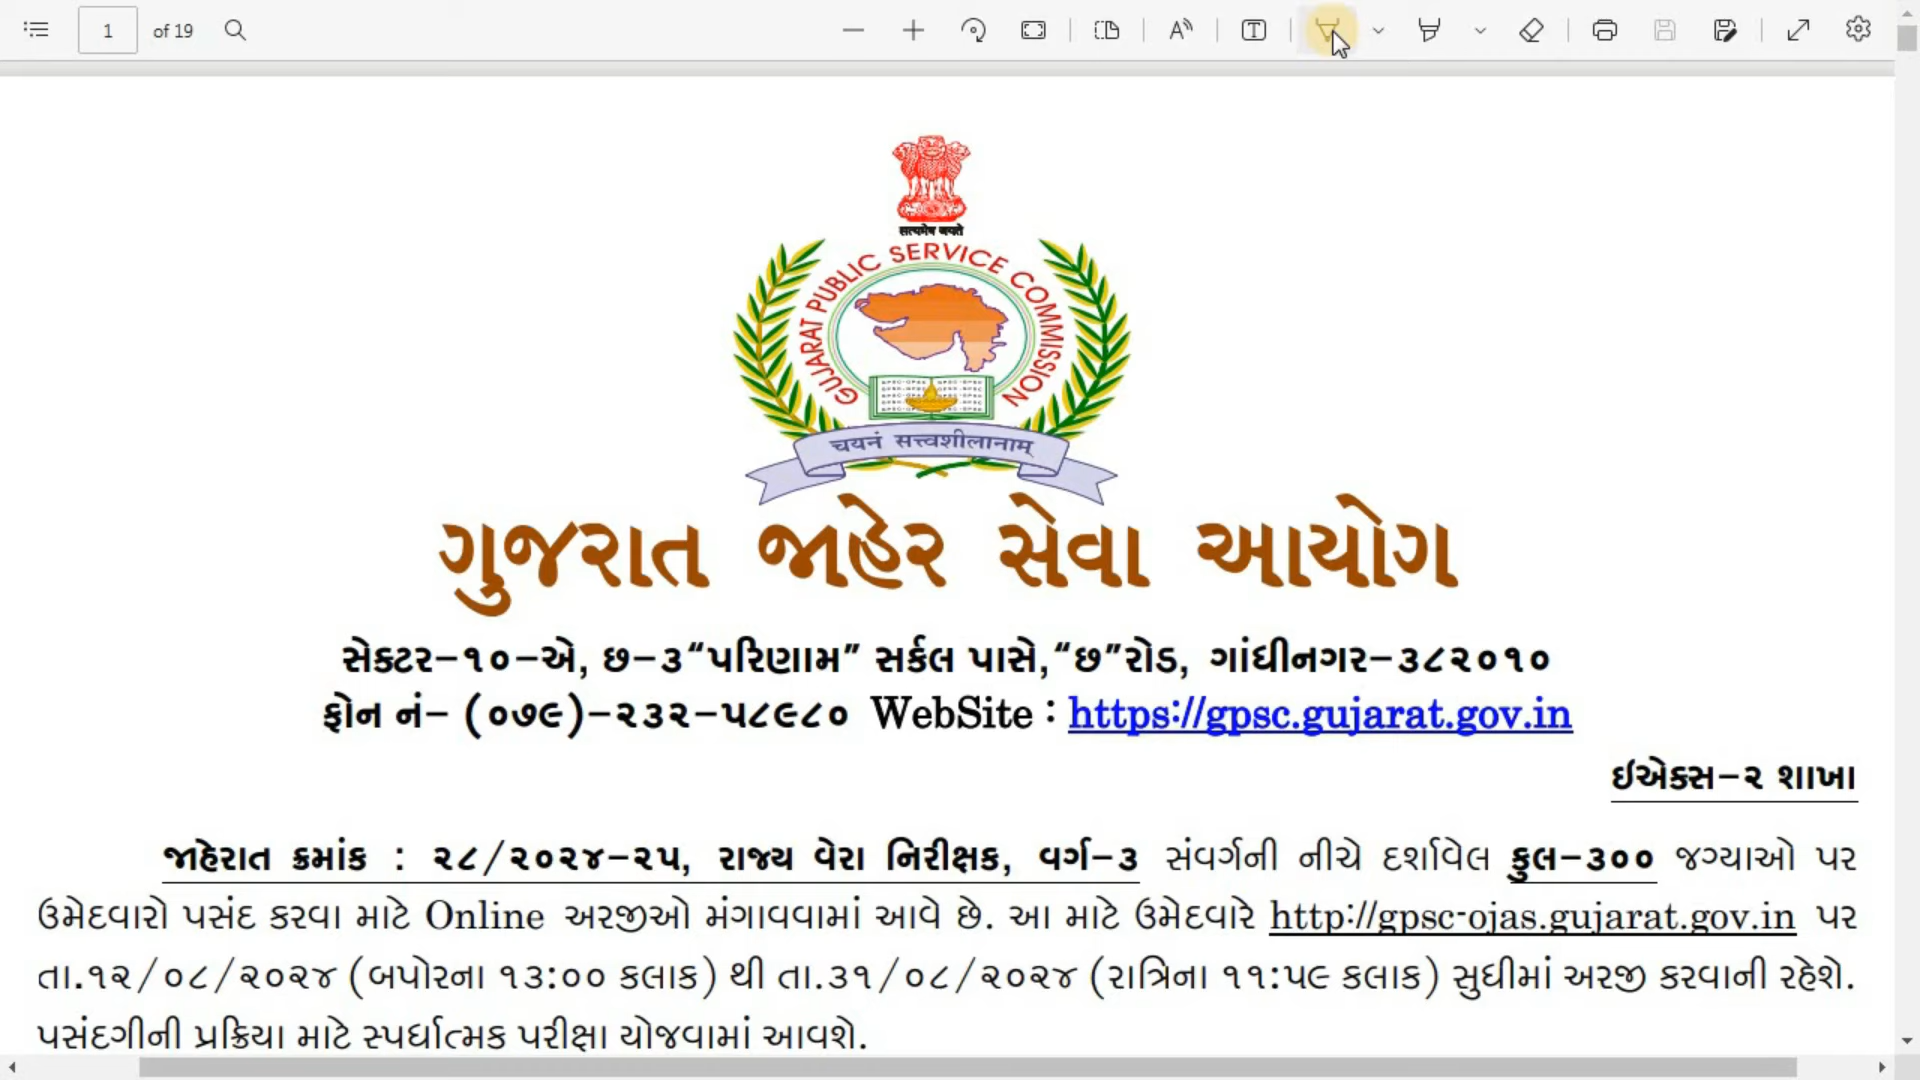 1 of 19
सत्यमेव जयते
GUJARAT PUBLIC SERVICE COMMISSION
चयनं सत्त्वशीलानाम्
ગુજરાત જાહેર સેવા આયોગ
સેક્ટર-૧૦-એ, છ-૩“પરિણામ” સર્કલ પાસે,“છ”રોડ, ગાંધીનગર-૩૮૨૦૧૦
ફોન નં- (૦૭૯)-૨૩૨-૫૮૯૮૦ WebSite : https://gpsc.gujarat.gov.in
ઈએક્સ-૨ શાખા
જાહેરાત ક્રમાંક : ૨૮/૨૦૨૪-૨૫, રાજ્ય વેરા નિરીક્ષક, વર્ગ-૩ સંવર્ગની નીચે દર્શાવેલ કુલ-૩૦૦ જગ્યાઓ પર
ઉમેદવારો પસંદ કરવા માટે Online અરજીઓ મંગાવવામાં આવે છે. આ માટે ઉમેદવારે http://gpsc-ojas.gujarat.gov.in પર
તા.૧૨/૦૮/૨૦૨૪ (બપોરના ૧૩:૦૦ કલાક) થી તા.૩૧/૦૮/૨૦૨૪ (રાત્રિના ૧૧:૫૯ કલાક) સુધીમાં અરજી કરવાની રહેશે.
પસંદગીની પ્રક્રિયા માટે સ્પર્ધાત્મક પરીક્ષા યોજવામાં આવશે.